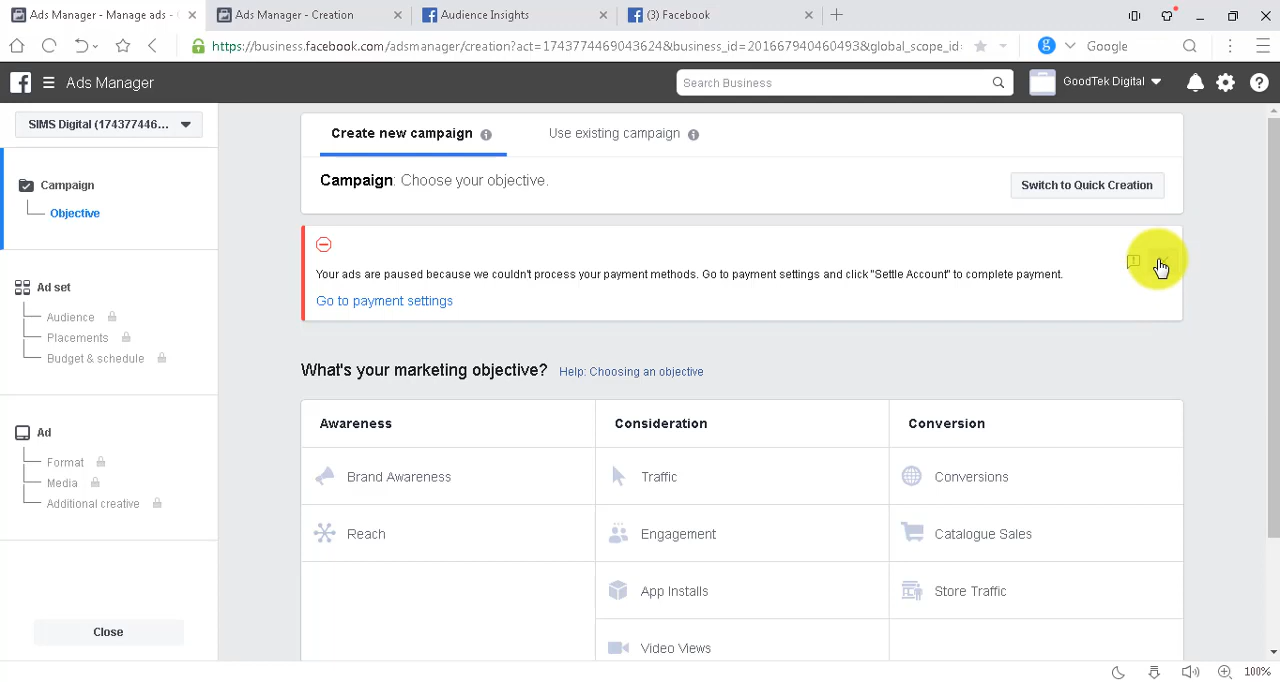 Ads Manager - Manage ads -
Ads Manager - Creation
Audience Insights
(3) Facebook
https://business.facebook.com/adsmanager/creation?act=1743774469043624&business_id=201667940460493&global_scope_id=
Google
Ads Manager
Search Business
GoodTek Digital
SIMS Digital (174377446...
Campaign
Objective
Ad set
Audience
Placements
Budget & schedule
Ad
Format
Media
Additional creative
Close
Create new campaign
Use existing campaign
Campaign: Choose your objective.
Switch to Quick Creation
Your ads are paused because we couldn't process your payment methods. Go to payment settings and click "Settle Account" to complete payment.
Go to payment settings
What's your marketing objective?
Help: Choosing an objective
Awareness
Consideration
Conversion
Brand Awareness
Traffic
Conversions
Reach
Engagement
Catalogue Sales
App Installs
Store Traffic
Video Views
100%